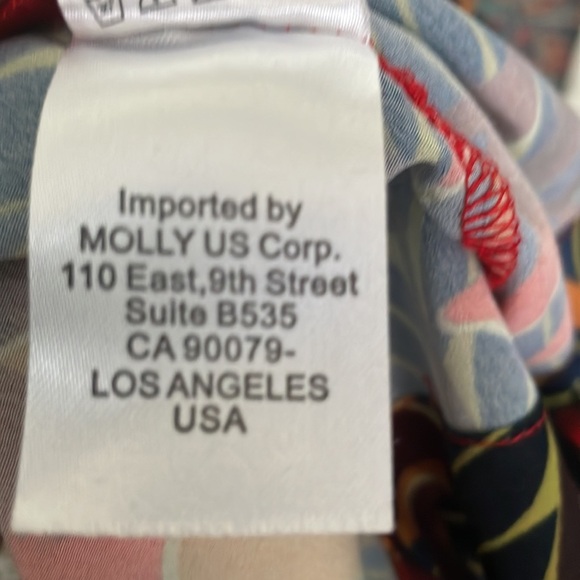 Imported by
MOLLY US Corp.
110 East,9th Street
Suite B535
CA 90079-
LOS ANGELES
USA